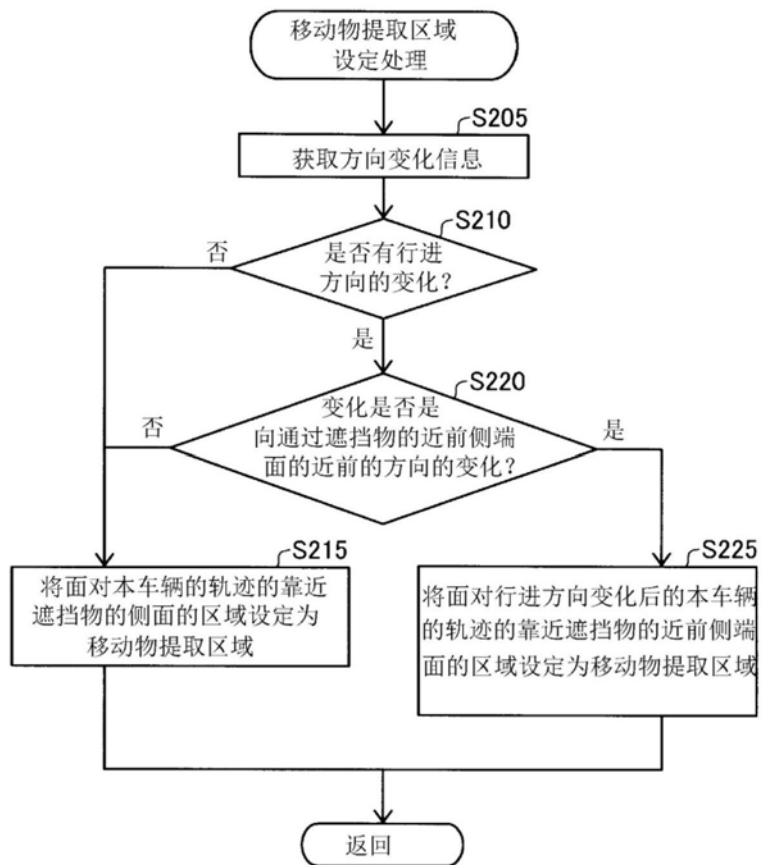 移动物提取区域
设定处理
S205
获取方向变化信息
S210
是否有行进
方向的变化？
否
是
S220
变化是否是
向通过遮挡物的近前侧端
面的近前的方向的变化？
否
是
S215
将面对本车辆的轨迹的靠近
遮挡物的侧面的区域设定为
移动物提取区域
S225
将面对行进方向变化后的本车辆
的轨迹的靠近遮挡物的近前侧端
面的区域设定为移动物提取区域
返回